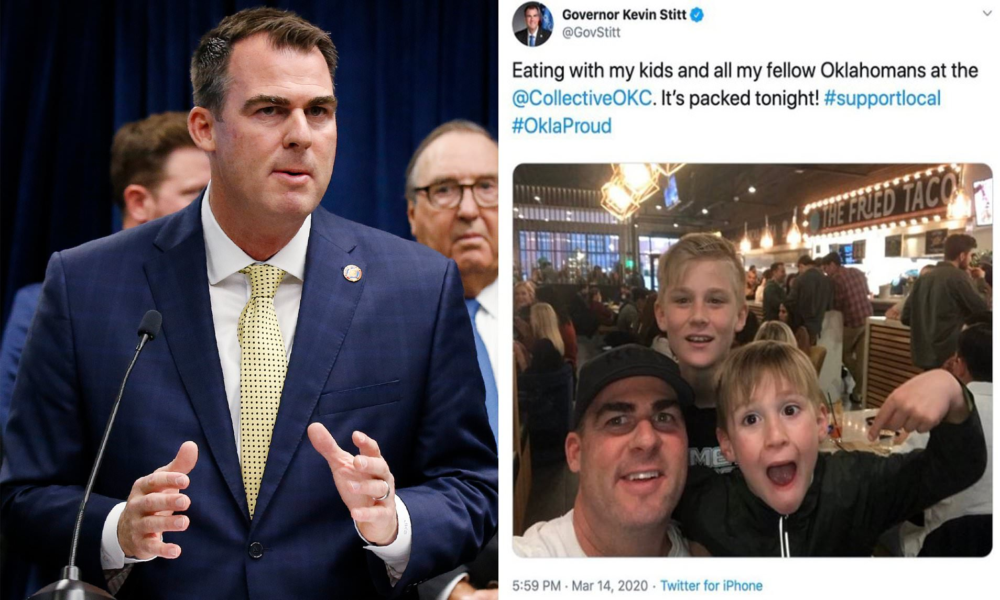 Governor Kevin Stitt
@GovStitt
Eating with my kids and all my fellow Oklahomans at the
@CollectiveOKC. It's packed tonight! #supportlocal
#OklaProud
THE FRIED TACO
5:59 PM · Mar 14, 2020 · Twitter for iPhone